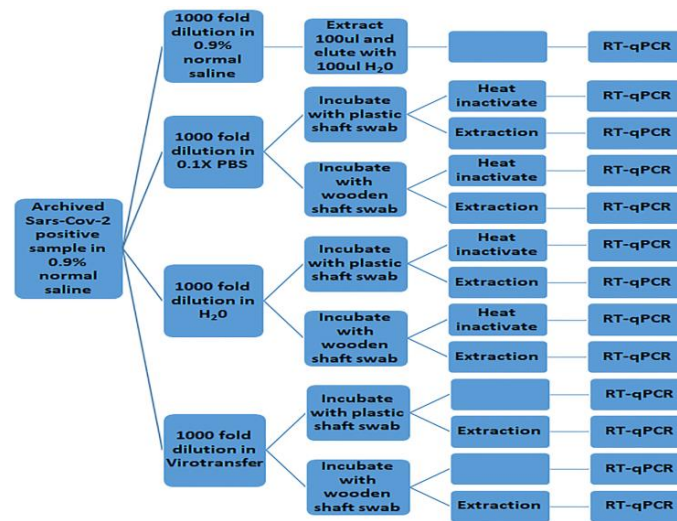 1000 fold
dilution in
0.9%
normal
saline
Extract
100ul and
elute with
100ul H₂0
RT-qPCR
1000 fold
dilution in
0.1X PBS
Incubate
with plastic
shaft swab
Heat
inactivate
RT-qPCR
Extraction
RT-qPCR
Incubate
with
wooden
shaft swab
Heat
inactivate
RT-qPCR
Extraction
RT-qPCR
Archived
Sars-Cov-2
positive
sample in
0.9%
normal
saline
1000 fold
dilution in
H₂0
Incubate
with plastic
shaft swab
Heat
inactivate
RT-qPCR
Extraction
RT-qPCR
Incubate
with
wooden
shaft swab
Heat
inactivate
RT-qPCR
Extraction
RT-qPCR
1000 fold
dilution in
Virotransfer
Incubate
with plastic
shaft swab
RT-qPCR
Extraction
RT-qPCR
Incubate
with
wooden
shaft swab
RT-qPCR
Extraction
RT-qPCR